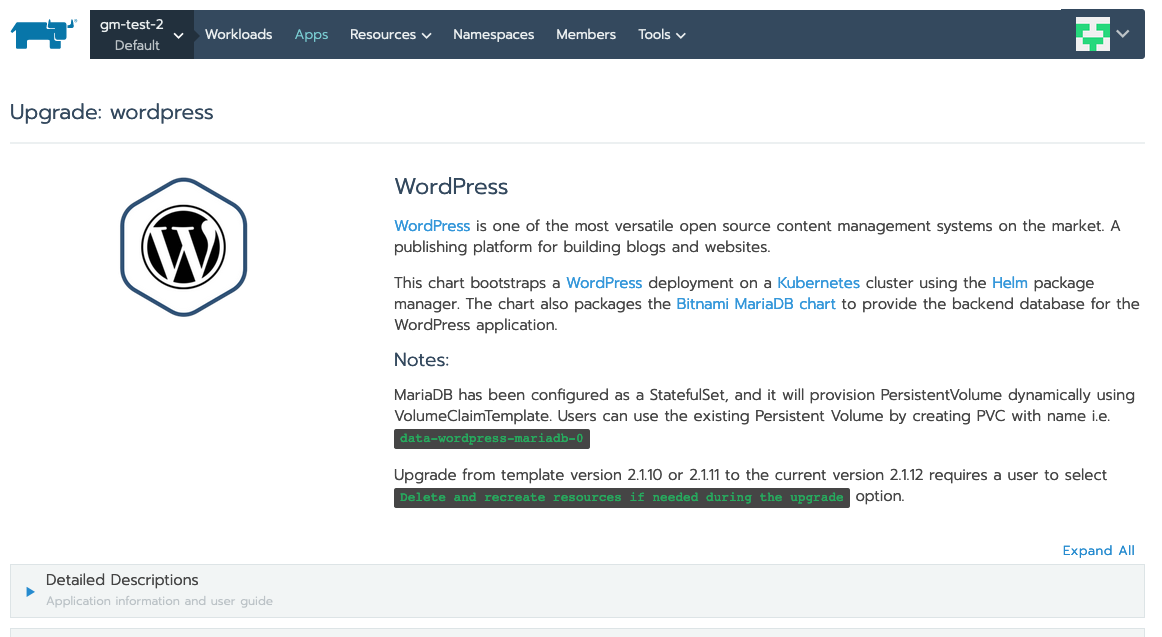 gm-test-2
Default
Workloads Apps Resources Namespaces Members Tools
Upgrade: wordpress
WordPress
WordPress is one of the most versatile open source content management systems on the market. A
publishing platform for building blogs and websites.
This chart bootstraps a WordPress deployment on a Kubernetes cluster using the Helm package
manager. The chart also packages the Bitnami MariaDB chart to provide the backend database for the
WordPress application.
Notes:
MariaDB has been configured as a StatefulSet, and it will provision PersistentVolume dynamically using
VolumeClaimTemplate. Users can use the existing Persistent Volume by creating PVC with name i.e.
data-wordpress-mariadb-0
Upgrade from template version 2.1.10 or 2.1.11 to the current version 2.1.12 requires a user to select
Delete and recreate resources if needed during the upgrade option.
Expand All
Detailed Descriptions
Application information and user guide